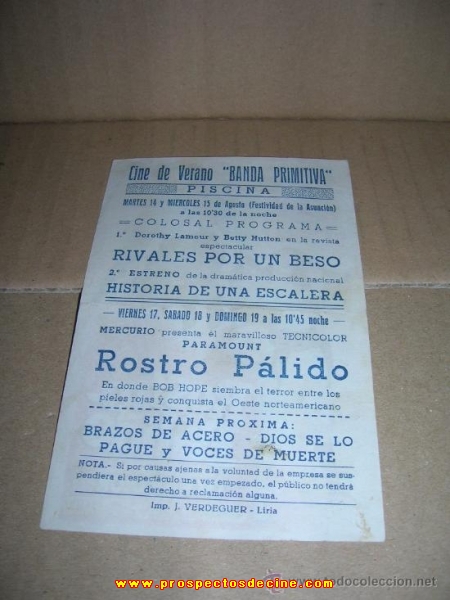 Cine de Verano "BANDA PRIMITIVA"
PISCINA
MARTES 14 y MIERCOLES 15 de Agosto (Festividad de la Asunción)
a las 10'30 de la noche
COLOSAL PROGRAMA
1.º Dorothy Lamour y Betty Hutton en la revista
espectacular
RIVALES POR UN BESO
2.º ESTRENO de la dramática producción nacional
HISTORIA DE UNA ESCALERA
VIERNES 17, SABADO 18 y DOMINGO 19 a las 10'45 noche
MERCURIO presenta el maravilloso TECNICOLOR
PARAMOUNT
Rostro Pálido
En donde BOB HOPE siembra el terror entre los
pieles rojas y conquista el Oeste norteamericano
SEMANA PROXIMA:
BRAZOS DE ACERO - DIOS SE LO
PAGUE y VOCES DE MUERTE
NOTA.- Si por causas ajenas a la voluntad de la empresa se sus-
pendiera el espectáculo una vez empezado, el público no tendrá
derecho a reclamación alguna.
Imp. J. VERDEGUER - Liria
www.prospectosdecine.com
todocoleccion.net